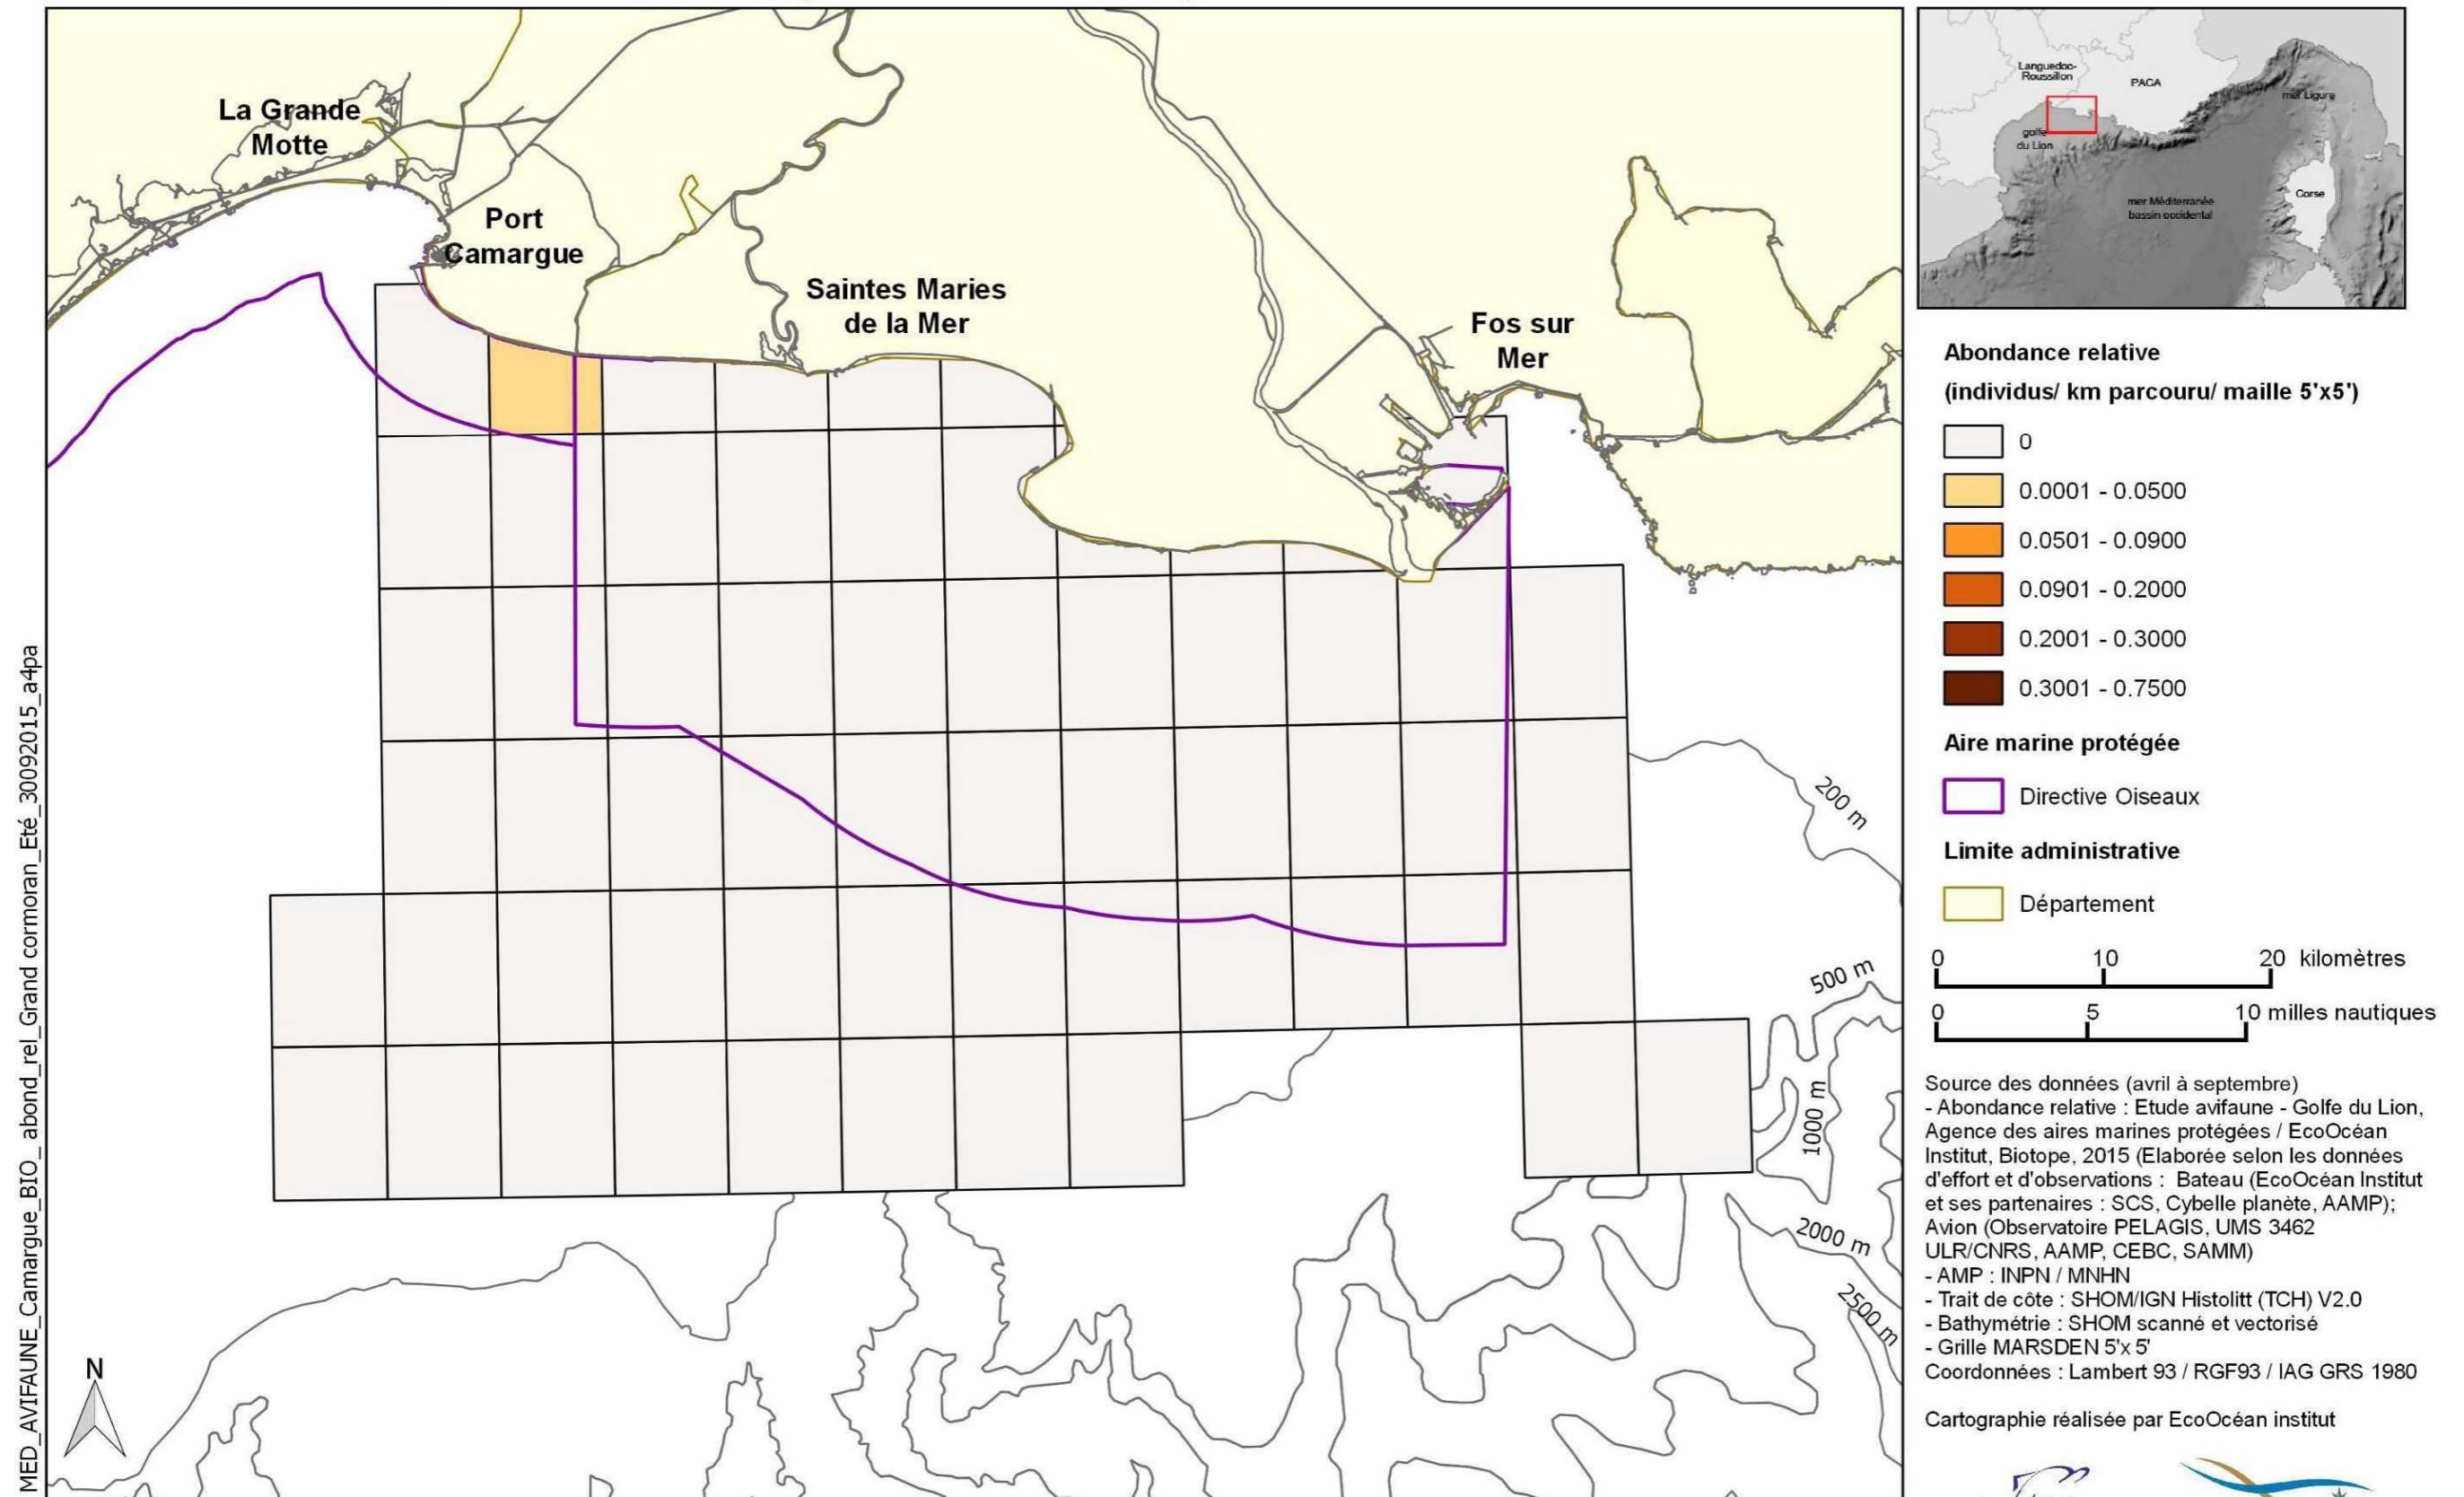 MED_AVIFAUNE_Camargue_BIO_ abond_rel_Grand cormoran_Eté_30092015_a4pa
La Grande
Motte
Port
Camargue
Saintes Maries
de la Mer
Fos sur
Mer
200 m
500 m
1000 m
2000 m
2500 m
N
Languedoc-
Roussillon
PACA
mer Ligure
golfe
du Lion
Corse
mer Méditerranée
bassin occidental
Abondance relative
(individus/ km parcouru/ maille 5'x5')
0
0.0001 - 0.0500
0.0501 - 0.0900
0.0901 - 0.2000
0.2001 - 0.3000
0.3001 - 0.7500
Aire marine protégée
Directive Oiseaux
Limite administrative
Département
0 10 20 kilomètres
0 5 10 milles nautiques
Source des données (avril à septembre)
- Abondance relative : Etude avifaune - Golfe du Lion,
Agence des aires marines protégées / EcoOcéan
Institut, Biotope, 2015 (Elaborée selon les données
d'effort et d'observations : Bateau (EcoOcéan Institut
et ses partenaires : SCS, Cybelle planète, AAMP);
Avion (Observatoire PELAGIS, UMS 3462
ULR/CNRS, AAMP, CEBC, SAMM)
- AMP : INPN / MNHN
- Trait de côte : SHOM/IGN Histolitt (TCH) V2.0
- Bathymétrie : SHOM scanné et vectorisé
- Grille MARSDEN 5'x 5'
Coordonnées : Lambert 93 / RGF93 / IAG GRS 1980
Cartographie réalisée par EcoOcéan institut